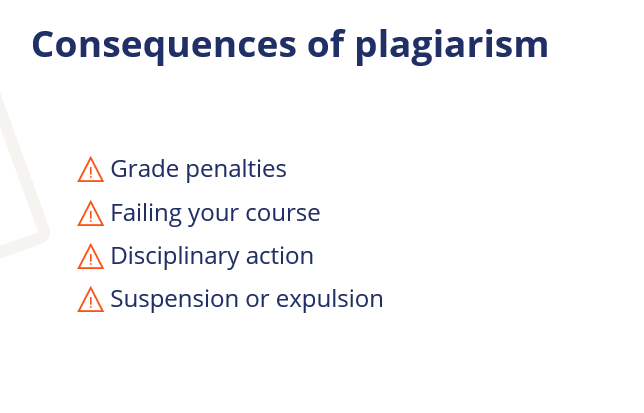 Consequences of plagiarism
Grade penalties
Failing your course
Disciplinary action
Suspension or expulsion